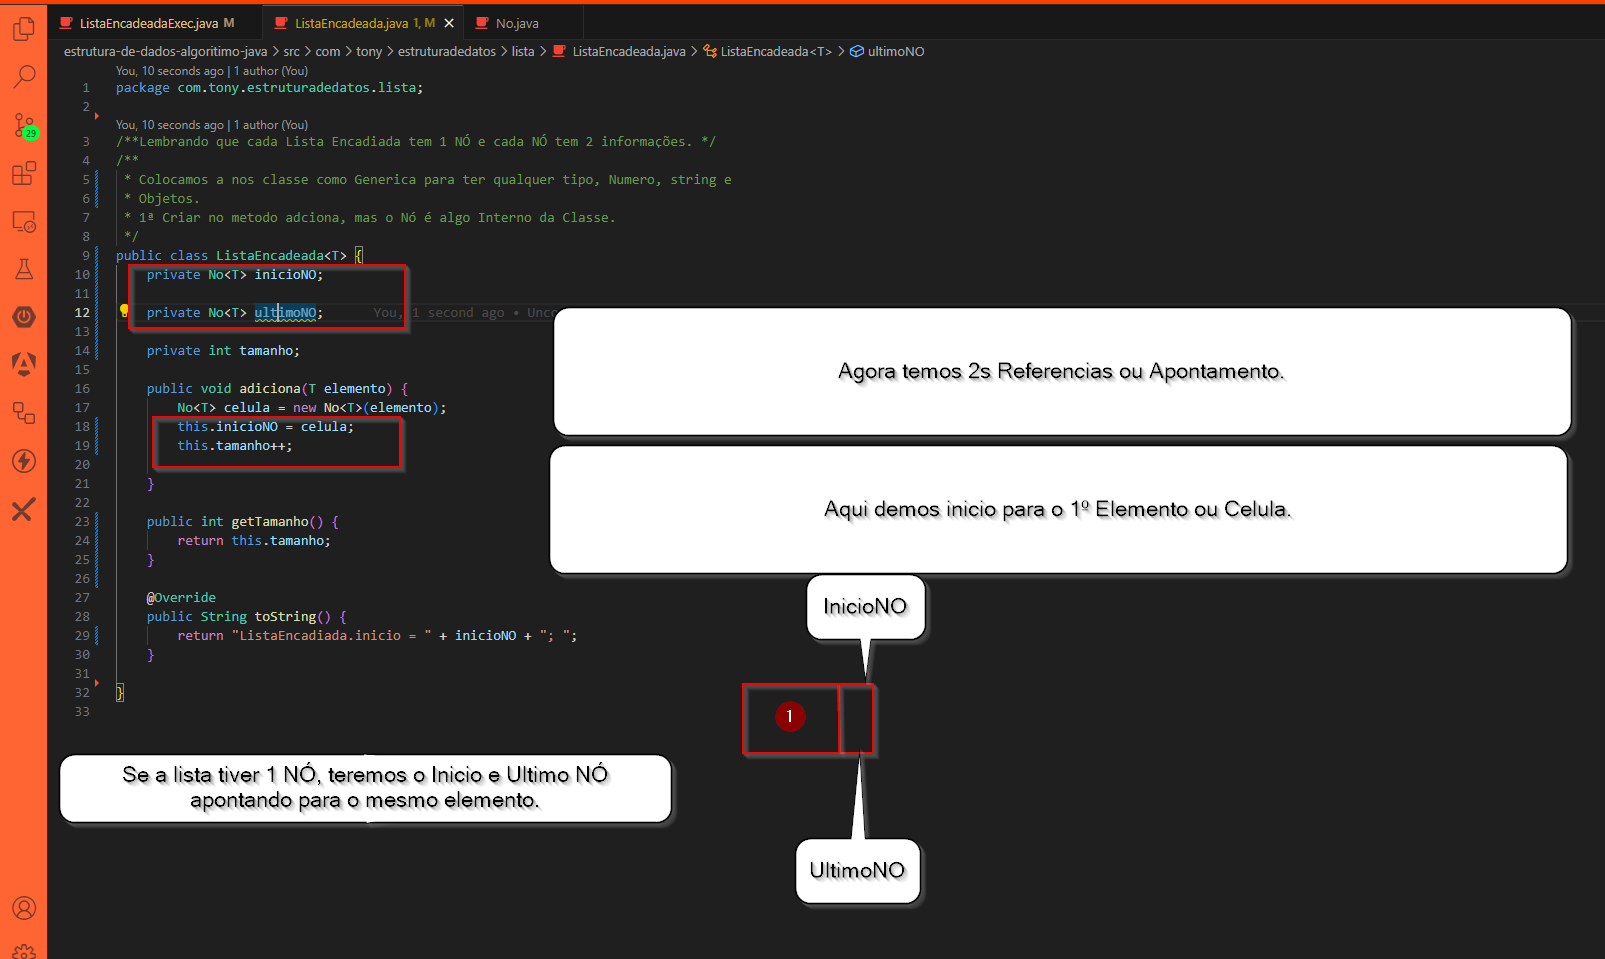 ListaEncadeadaExec.java M
ListaEncadeada.java 1, M
No.java
estrutura-de-dados-algoritimo-java > src > com > tony > estruturadedatos > lista > ListaEncadeada.java > ListaEncadeada<T> > ultimoNO
You, 10 seconds ago | 1 author (You)
1 package com.tony.estruturadedatos.lista;
2
You, 10 seconds ago | 1 author (You)
3 /**Lembrando que cada Lista Encadiada tem 1 NÓ e cada NÓ tem 2 informações. */
4 /**
5 * Colocamos a nos classe como Generica para ter qualquer tipo, Numero, string e
6 * Objetos.
7 * 1ª Criar no metodo adciona, mas o Nó é algo Interno da Classe.
8 */
9 public class ListaEncadeada<T> {
10 private No<T> inicioNO;
11
12 private No<T> ultimoNO; You, 1 second ago • Unco
13
14 private int tamanho;
15
16 public void adiciona(T elemento) {
17 No<T> celula = new No<T>(elemento);
18 this.inicioNO = celula;
19 this.tamanho++;
20
21 }
22
23 public int getTamanho() {
24 return this.tamanho;
25 }
26
27 @Override
28 public String toString() {
29 return "ListaEncadiada.inicio = " + inicioNO + "; ";
30 }
31
32 }
33
29
Agora temos 2s Referencias ou Apontamento.
Aqui demos inicio para o 1º Elemento ou Celula.
InicioNO
1
Se a lista tiver 1 NÓ, teremos o Inicio e Ultimo NÓ
apontando para o mesmo elemento.
UltimoNO